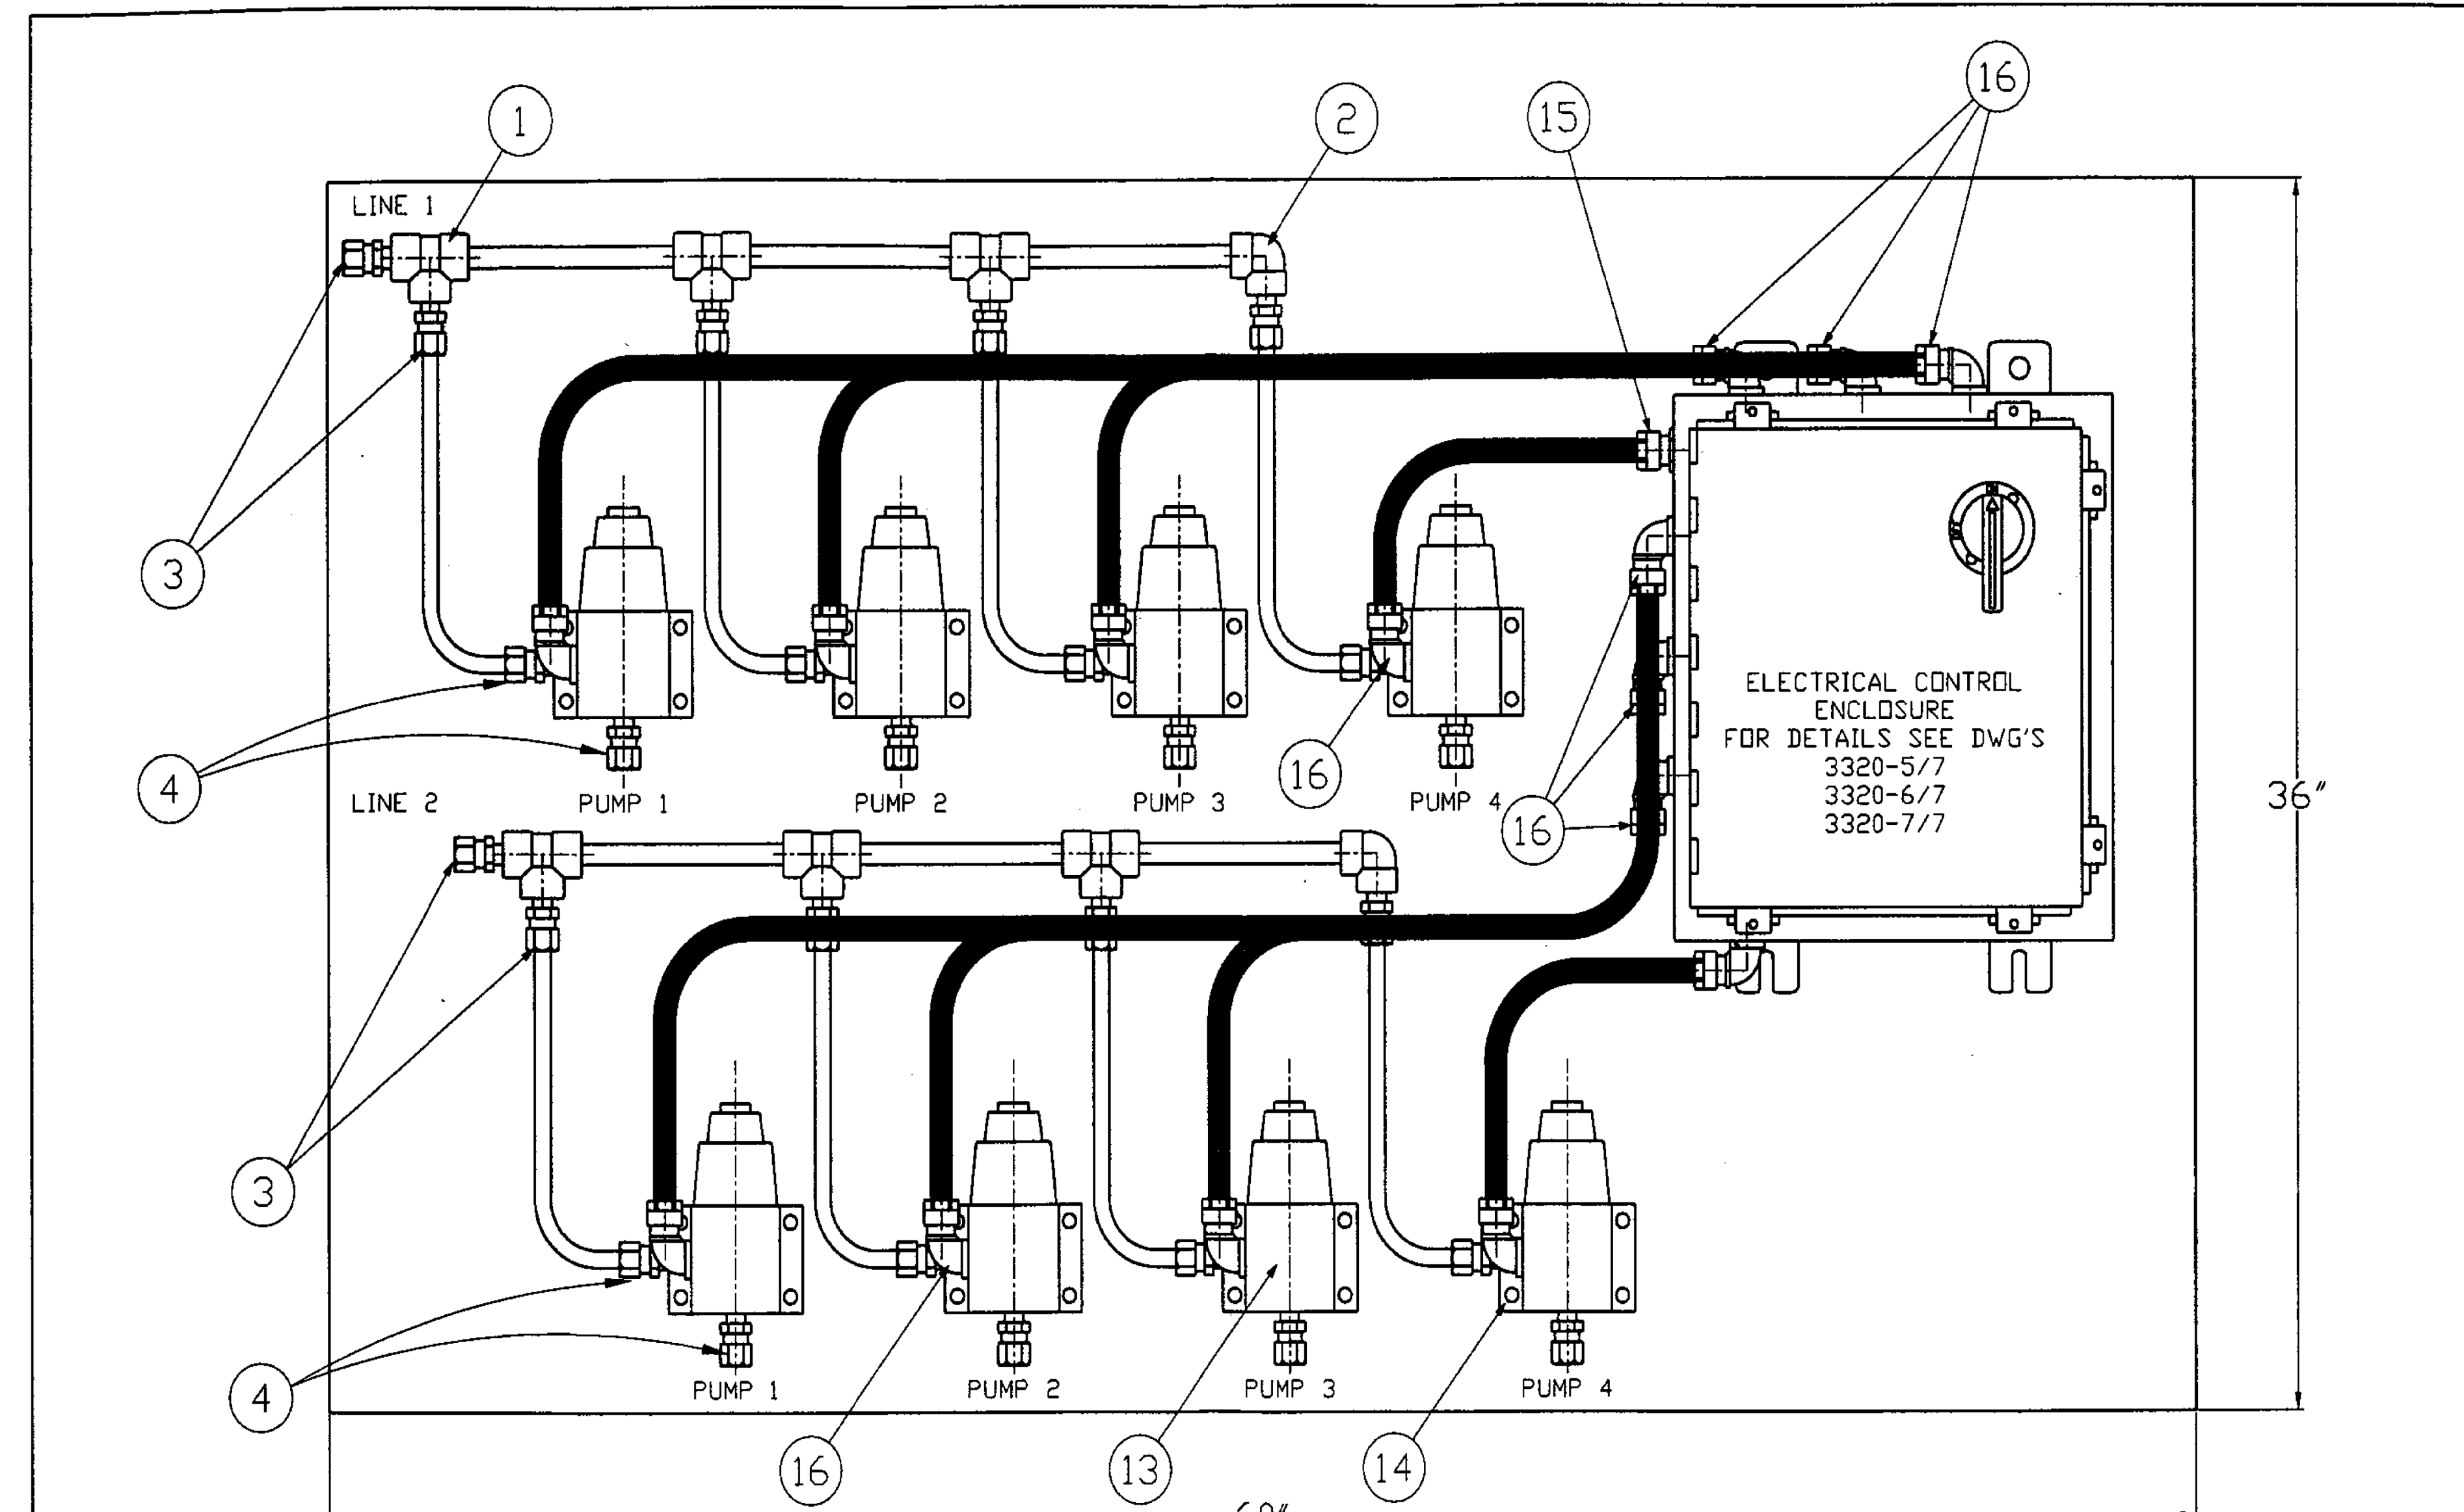 1
2
15
16
LINE 1
3
ELECTRICAL CONTROL
ENCLOSURE
FOR DETAILS SEE DWG'S
3320-5/7
3320-6/7
3320-7/7
36"
4
16
16
LINE 2
PUMP 1
PUMP 2
PUMP 3
PUMP 4
3
4
PUMP 1
PUMP 2
PUMP 3
PUMP 4
16
13
14